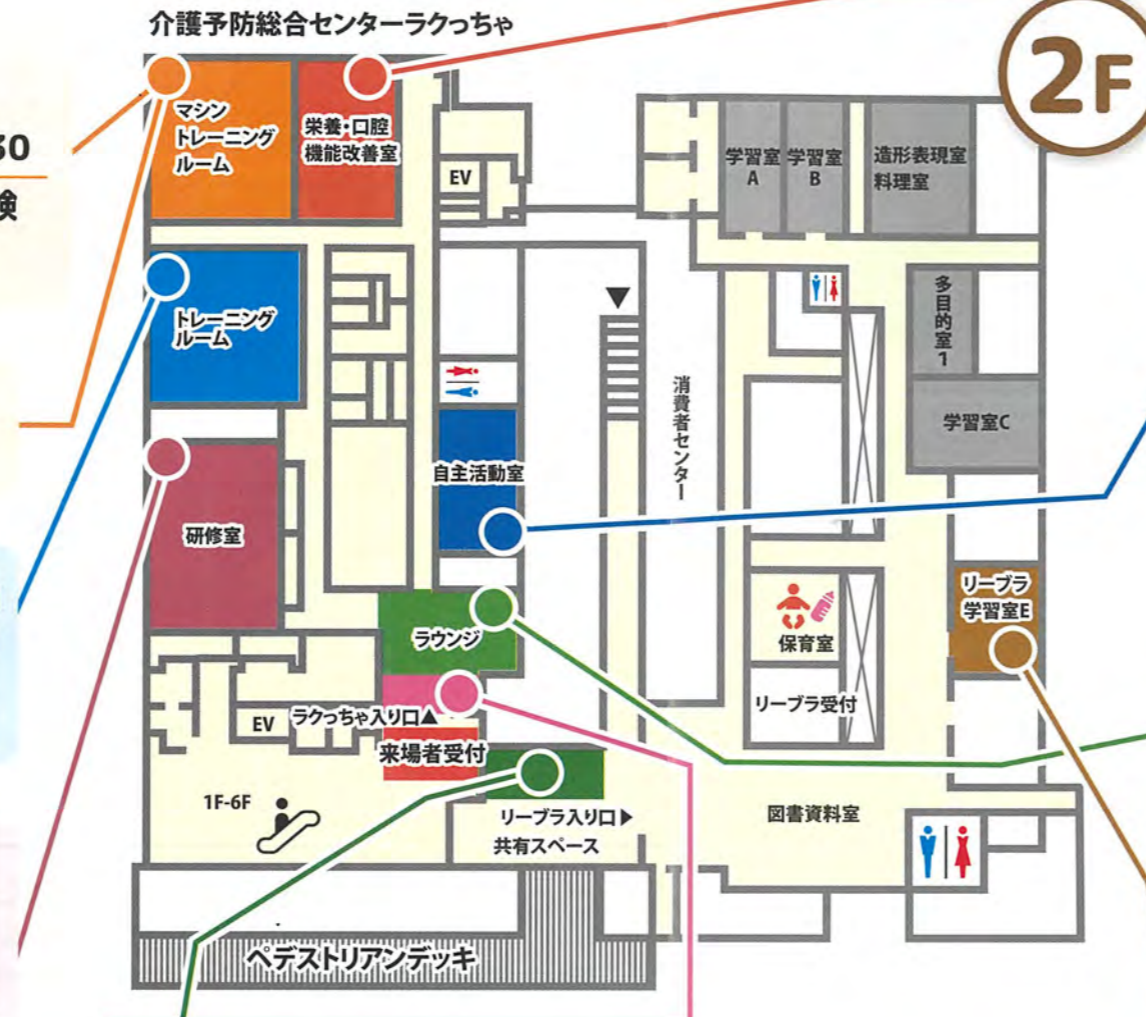 介護予防総合センターラクっちゃ
2F
30
険
マシン
トレーニング
ルーム
栄養・口腔
機能改善室
EV
学習室
A
学習室
B
造形表現室
料理室
トレーニング
ルーム
多目的室1
消費者センター
学習室C
自主活動室
研修室
リーブラ
学習室E
保育室
ラウンジ
リーブラ受付
EV
ラクっちゃ入り口▲
来場者受付
1F-6F
リーブラ入り口▶
共有スペース
図書資料室
ペデストリアンデッキ